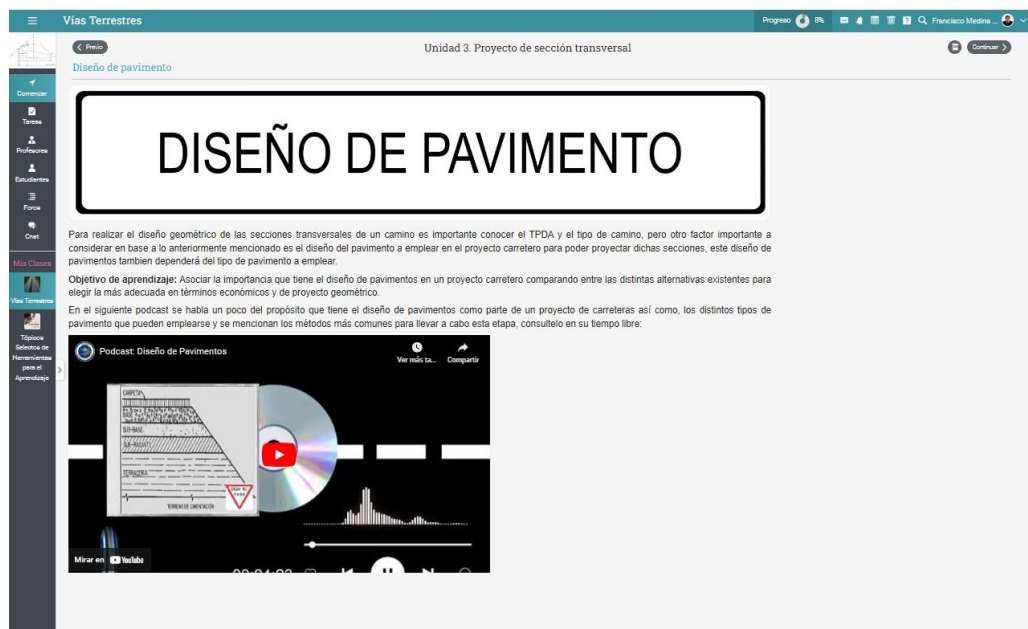 Vías Terrestres
Progreso
8%
Francisco Medina ...
Previo
Unidad 3. Proyecto de sección transversal
Continuar
Diseño de pavimento
Comenzar
Tareas
Profesores
Estudiantes
Foros
Chat
Mis Clases
Vías Terrestres
Tópicos
Selectos de
Herramientas
para el
Aprendizaje
DISEÑO DE PAVIMENTO
Para realizar el diseño geométrico de las secciones transversales de un camino es importante conocer el TPDA y el tipo de camino, pero otro factor importante a
considerar en base a lo anteriormente mencionado es el diseño del pavimento a emplear en el proyecto carretero para poder proyectar dichas secciones, este diseño de
pavimentos tambien dependerá del tipo de pavimento a emplear.
Objetivo de aprendizaje: Asociar la importancia que tiene el diseño de pavimentos en un proyecto carretero comparando entre las distintas alternativas existentes para
elegir la más adecuada en términos económicos y de proyecto geométrico.
En el siguiente podcast se habla un poco del propósito que tiene el diseño de pavimentos como parte de un proyecto de carreteras así como, los distintos tipos de
pavimento que pueden emplearse y se mencionan los métodos más comunes para llevar a cabo esta etapa, consultelo en su tiempo libre:
Podcast: Diseño de Pavimentos
Ver más ta...
Compartir
CARPETA
BASE
SUB-BASE
SUB-RASANTE
TERRACERIA
TERRENO DE CIMENTACIÓN
CEDA EL
PASO
Mirar en YouTube